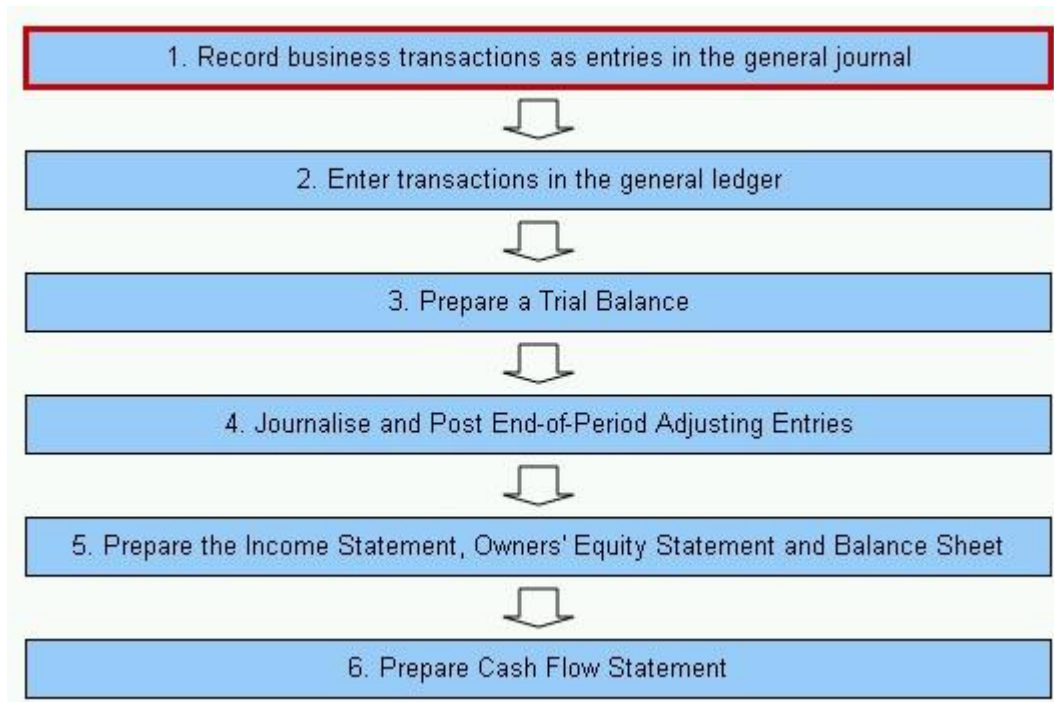 1. Record business transactions as entries in the general journal
2. Enter transactions in the general ledger
3. Prepare a Trial Balance
4. Journalise and Post End-of-Period Adjusting Entries
5. Prepare the Income Statement, Owners' Equity Statement and Balance Sheet
6. Prepare Cash Flow Statement